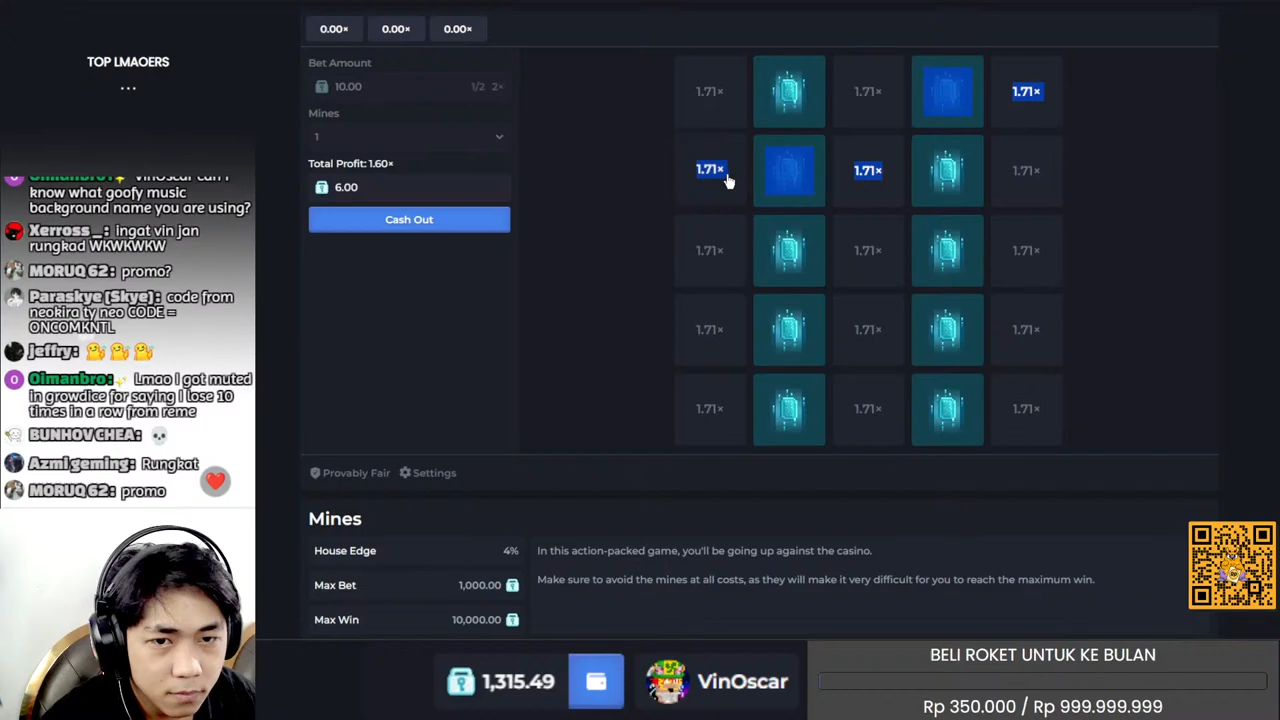 TOP LMAOERS
...
Oimanbro: VinOscar can I
know what goofy music
background name you are using?
Xerross_: ingat vin jan
rungkad WKWKWKW
MORUQ 62: promo?
Paraskye (Skye): code from
neokira ty neo CODE =
ONCOMKNTL
jeffry:
Oimanbro: Lmao I got muted
in growdice for saying I lose 10
times in a row from reme
BUNHOV CHEA:
Azmi geming: Rungkat
MORUQ 62: promo
0.00× 0.00× 0.00×
Bet Amount
10.00 1/2 2×
Mines
1
Total Profit: 1.60×
6.00
Cash Out
1.71× 1.71× 1.71×
1.71× 1.71× 1.71×
1.71× 1.71× 1.71×
1.71× 1.71× 1.71×
1.71× 1.71× 1.71×
Provably Fair Settings
Mines
House Edge 4%
Max Bet 1,000.00
Max Win 10,000.00
In this action-packed game, you'll be going up against the casino.
Make sure to avoid the mines at all costs, as they will make it very difficult for you to reach the maximum win.
1,315.49
VinOscar
BELI ROKET UNTUK KE BULAN
Rp 350.000 / Rp 999.999.999